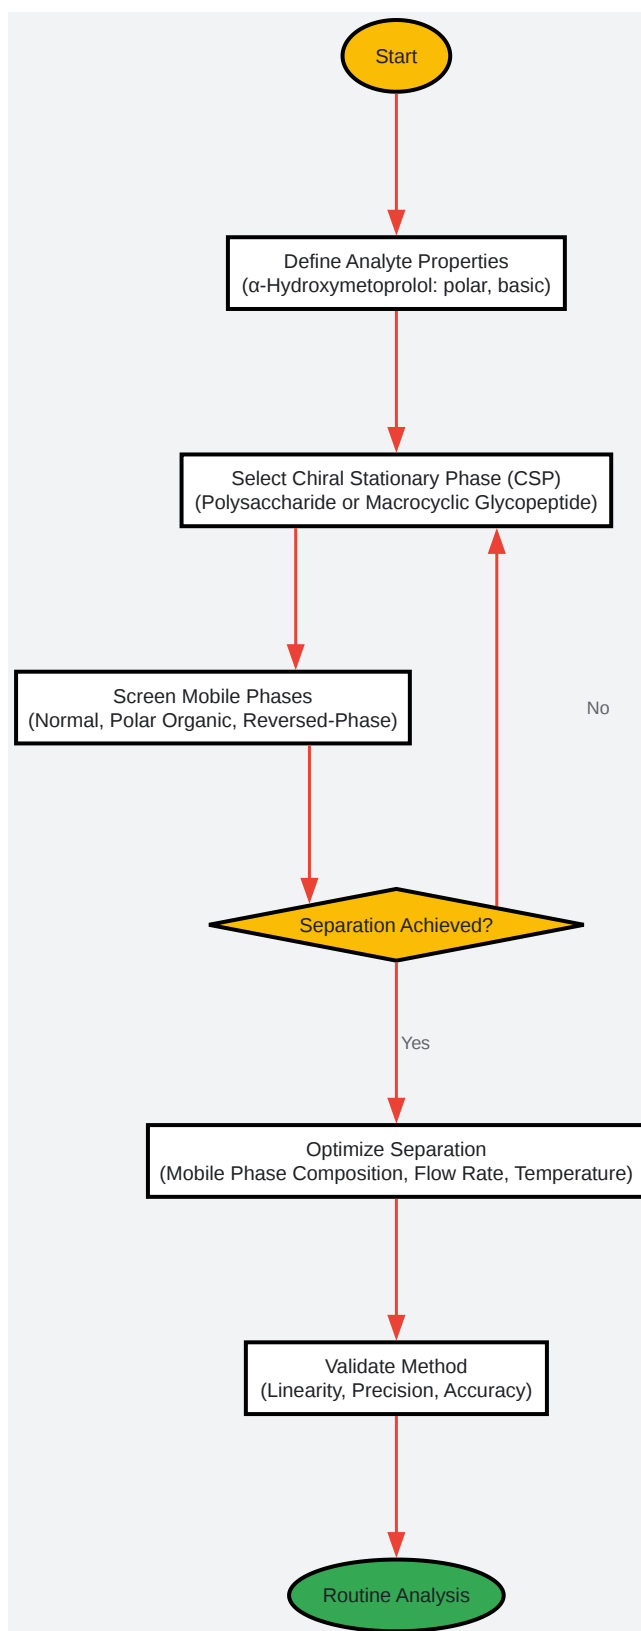 Start
Define Analyte Properties
(α-Hydroxymetoprolol: polar, basic)
Select Chiral Stationary Phase (CSP)
(Polysaccharide or Macrocyclic Glycopeptide)
Screen Mobile Phases
(Normal, Polar Organic, Reversed-Phase)
No
Separation Achieved?
Yes
Optimize Separation
(Mobile Phase Composition, Flow Rate, Temperature)
Validate Method
(Linearity, Precision, Accuracy)
Routine Analysis